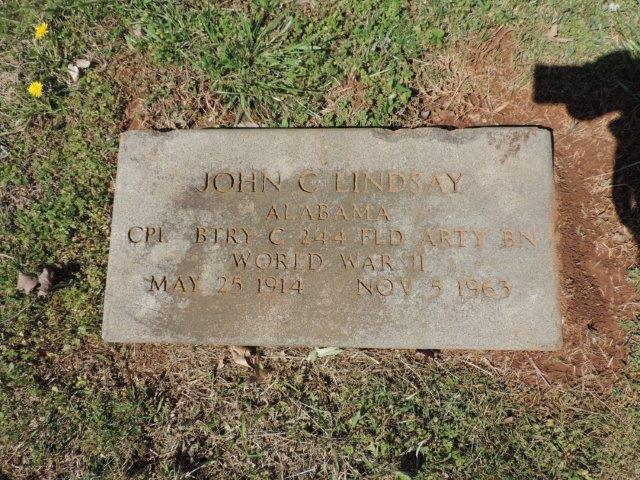 JOHN C LINDSAY
ALABAMA
CPL BTRY C 244 FLD ARTY BN
WORLD WAR II
MAY 25 1914 NOV 5 1963